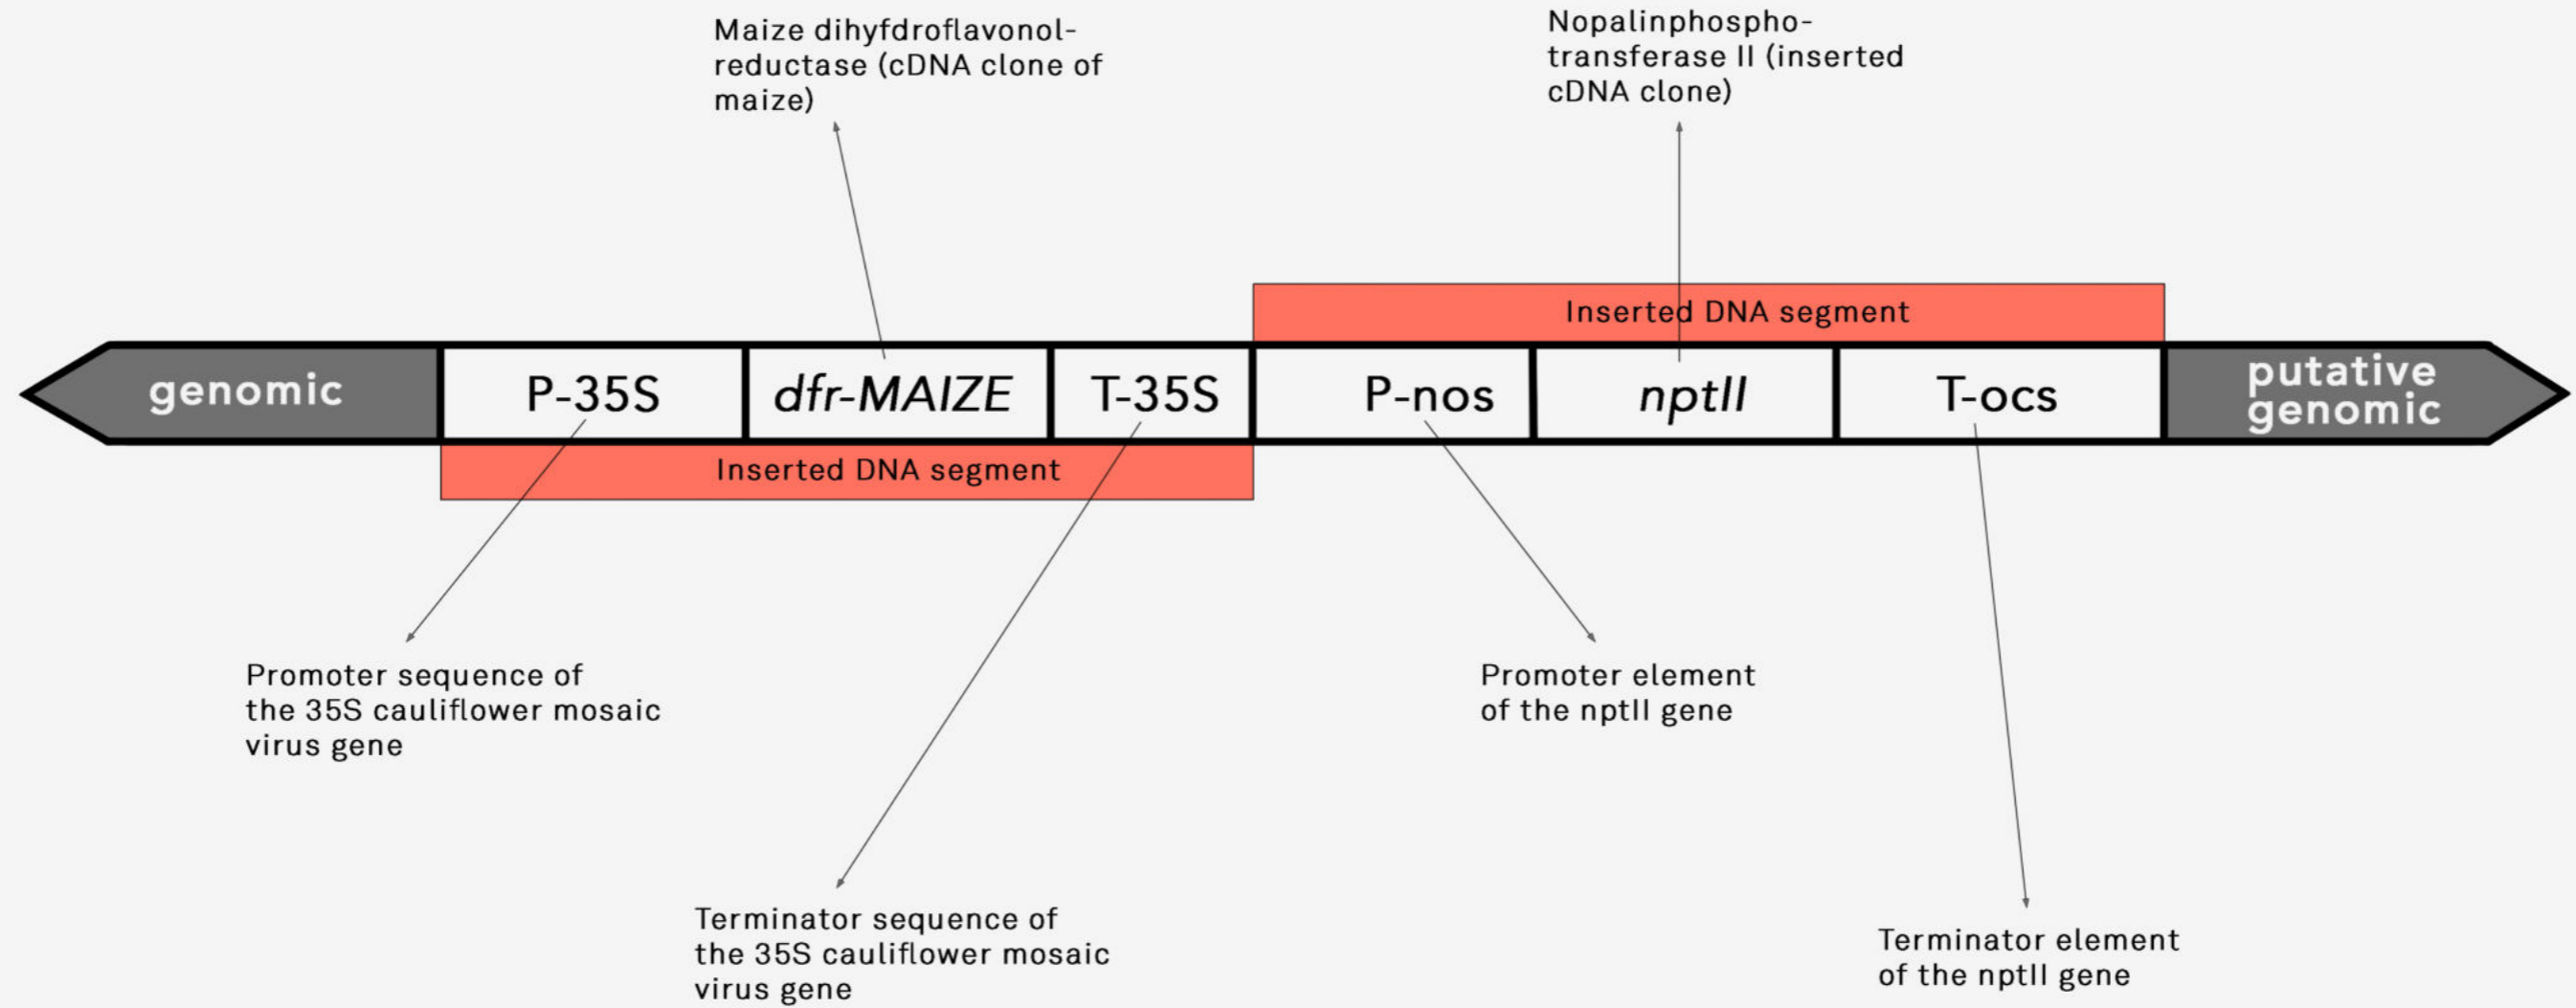 Maize dihyfdroflavonol-
reductase (cDNA clone of
maize)
Nopalinphospho-
transferase II (inserted
cDNA clone)
Inserted DNA segment
genomic
P-35S
dfr-MAIZE
T-35S
P-nos
nptII
T-ocs
putative
genomic
Inserted DNA segment
Promoter sequence of
the 35S cauliflower mosaic
virus gene
Promoter element
of the nptII gene
Terminator sequence of
the 35S cauliflower mosaic
virus gene
Terminator element
of the nptII gene